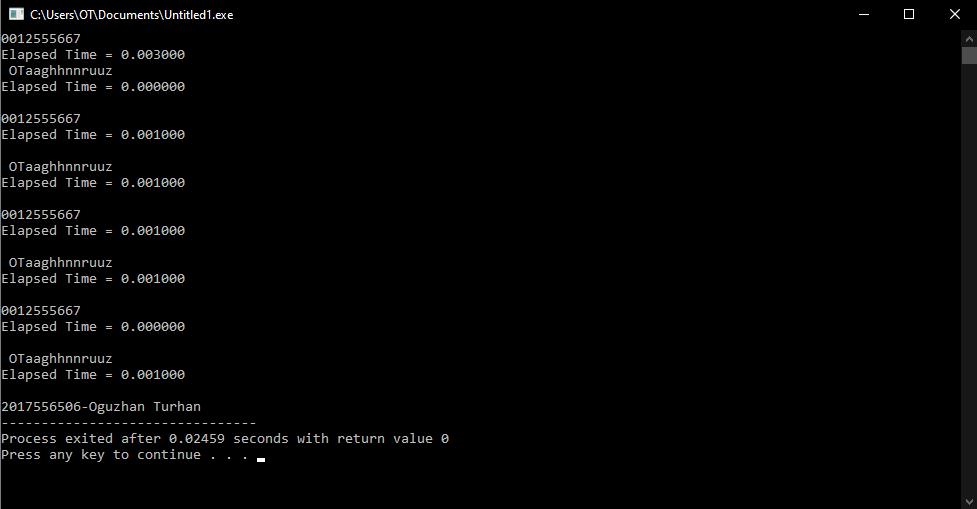 C:\Users\OT\Documents\Untitled1.exe
0012555667
Elapsed Time = 0.003000
 OTaaghhnnruuz
Elapsed Time = 0.000000
0012555667
Elapsed Time = 0.001000
 OTaaghhnnruuz
Elapsed Time = 0.001000
0012555667
Elapsed Time = 0.001000
 OTaaghhnnruuz
Elapsed Time = 0.001000
0012555667
Elapsed Time = 0.000000
 OTaaghhnnruuz
Elapsed Time = 0.001000
2017556506-Oguzhan Turhan
--------------------------------
Process exited after 0.02459 seconds with return value 0
Press any key to continue . . .